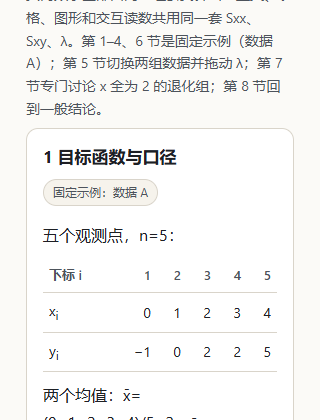 格、图形和交互读数共用同一套 Sxx、
Sxy、λ。第 1–4、6 节是固定示例（数据
A）；第 5 节切换两组数据并拖动 λ；第 7
节专门讨论 x 全为 2 的退化组；第 8 节回
到一般结论。
1 目标函数与口径
固定示例：数据 A
五个观测点，n=5：
下标 i 1 2 3 4 5
xi 0 1 2 3 4
yi −1 0 2 2 5
两个均值：x̄=